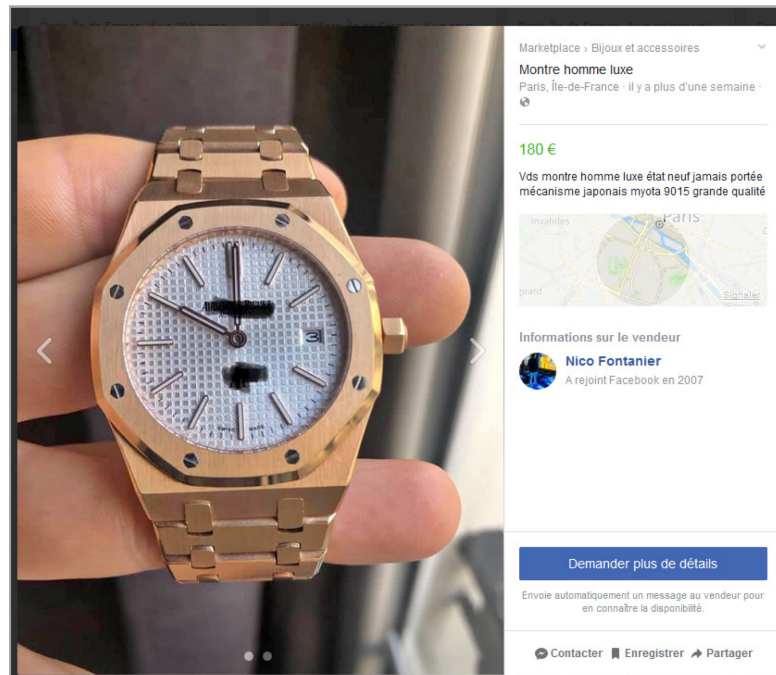 Marketplace › Bijoux et accessoires
Montre homme luxe
Paris, Île-de-France · il y a plus d'une semaine ·
180 €
Vds montre homme luxe état neuf jamais portée
mécanisme japonais myota 9015 grande qualité
Invalides
Paris
Signaler
Informations sur le vendeur
Nico Fontanier
A rejoint Facebook en 2007
Demander plus de détails
Envoie automatiquement un message au vendeur pour
en connaître la disponibilité.
Contacter Enregistrer Partager
3
SWISS MADE